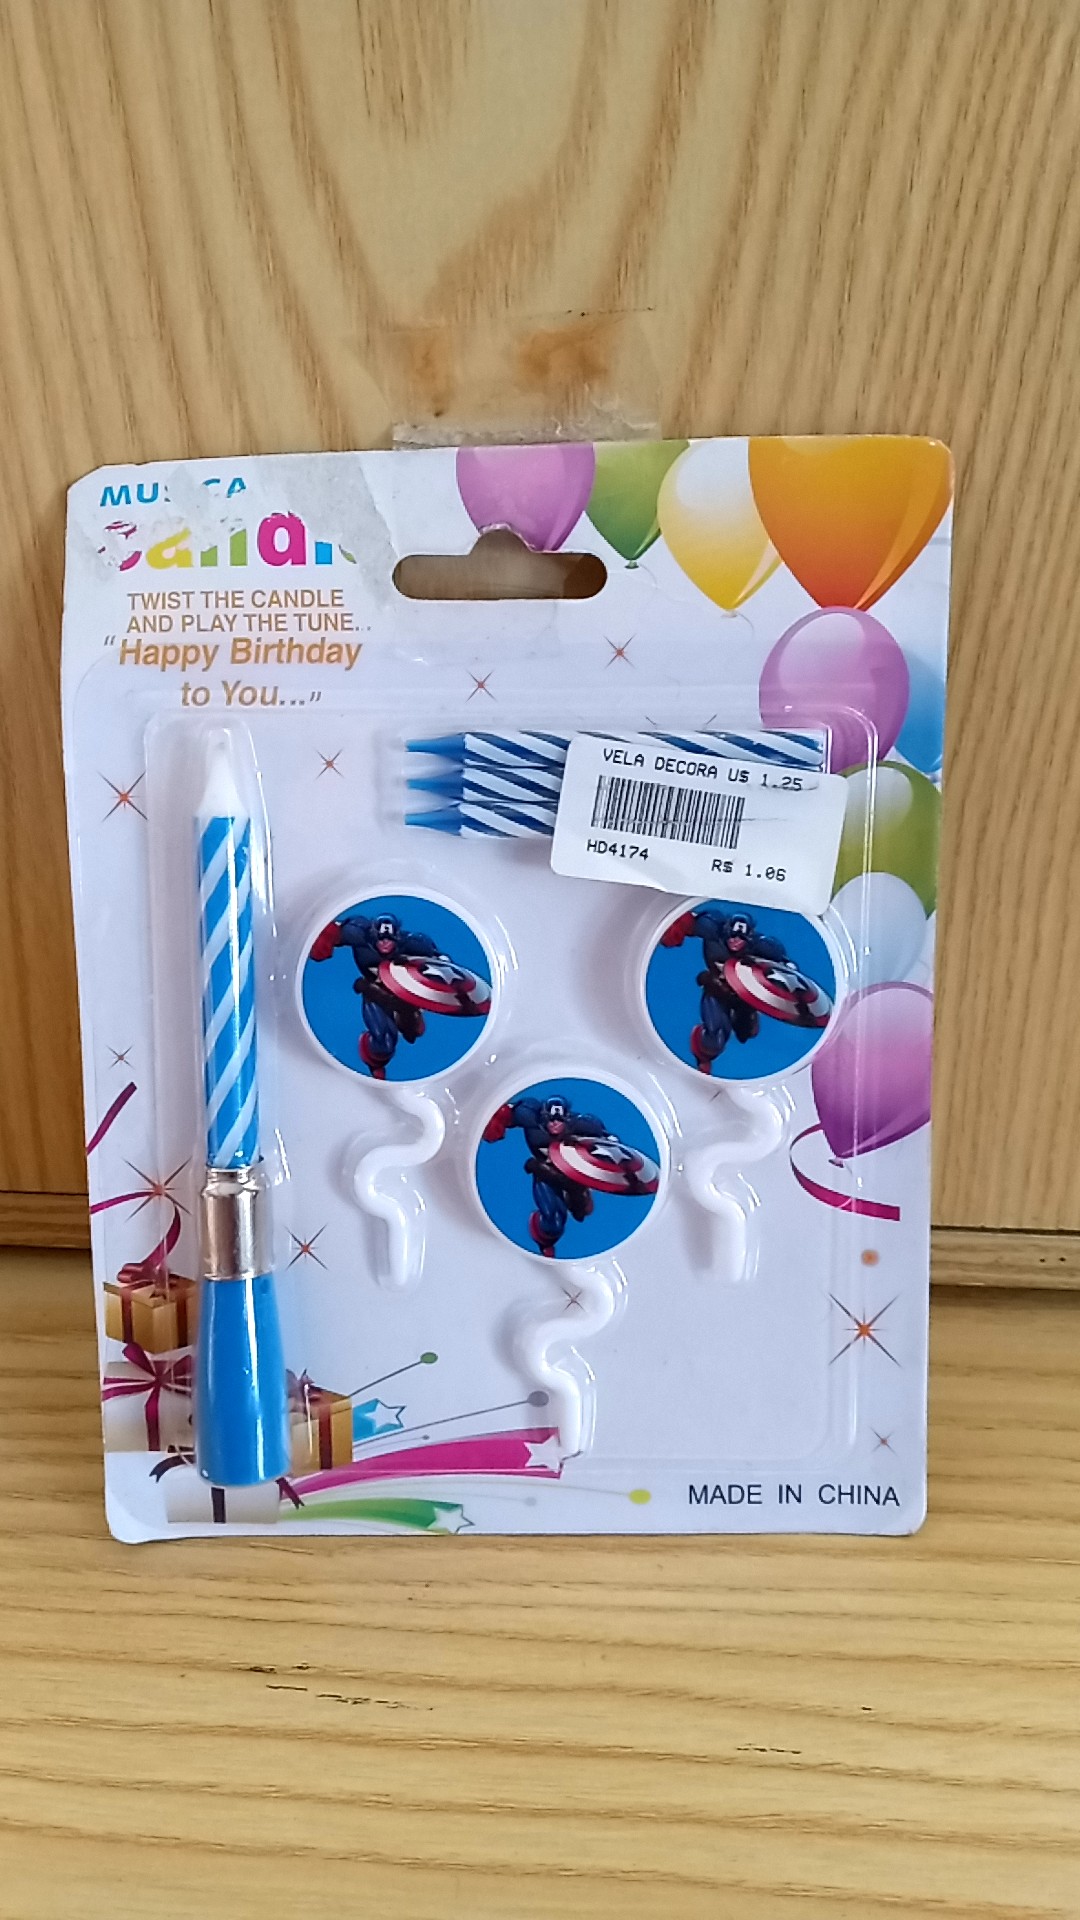 TWIST THE CANDLE
AND PLAY THE TUNE..
“Happy Birthday
to You...”
VELA DECORA U$ 1.25
HD4174 R$ 1.06
MADE IN CHINA